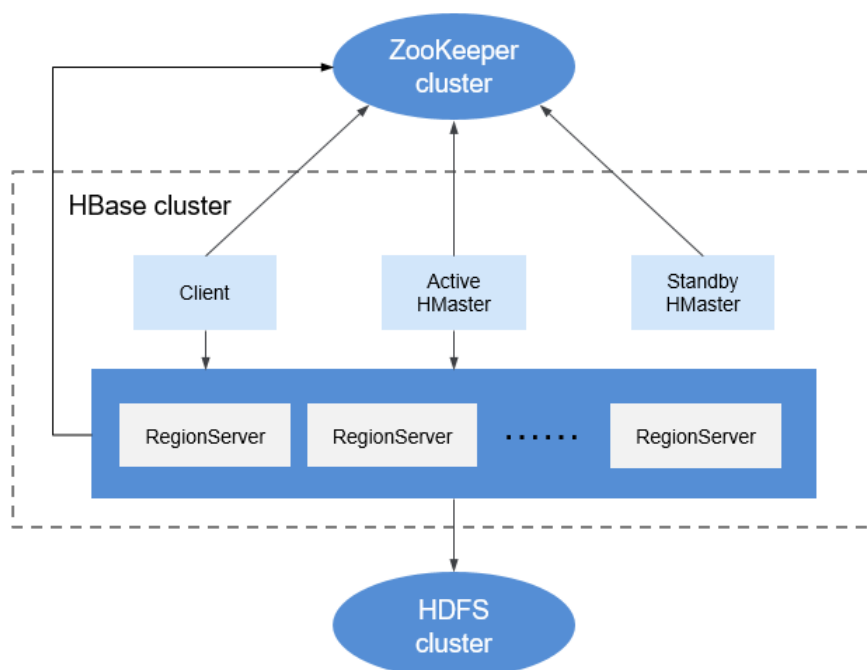 ZooKeeper
cluster
HBase cluster
Client
Active
HMaster
Standby
HMaster
RegionServer
RegionServer
......
RegionServer
HDFS
cluster